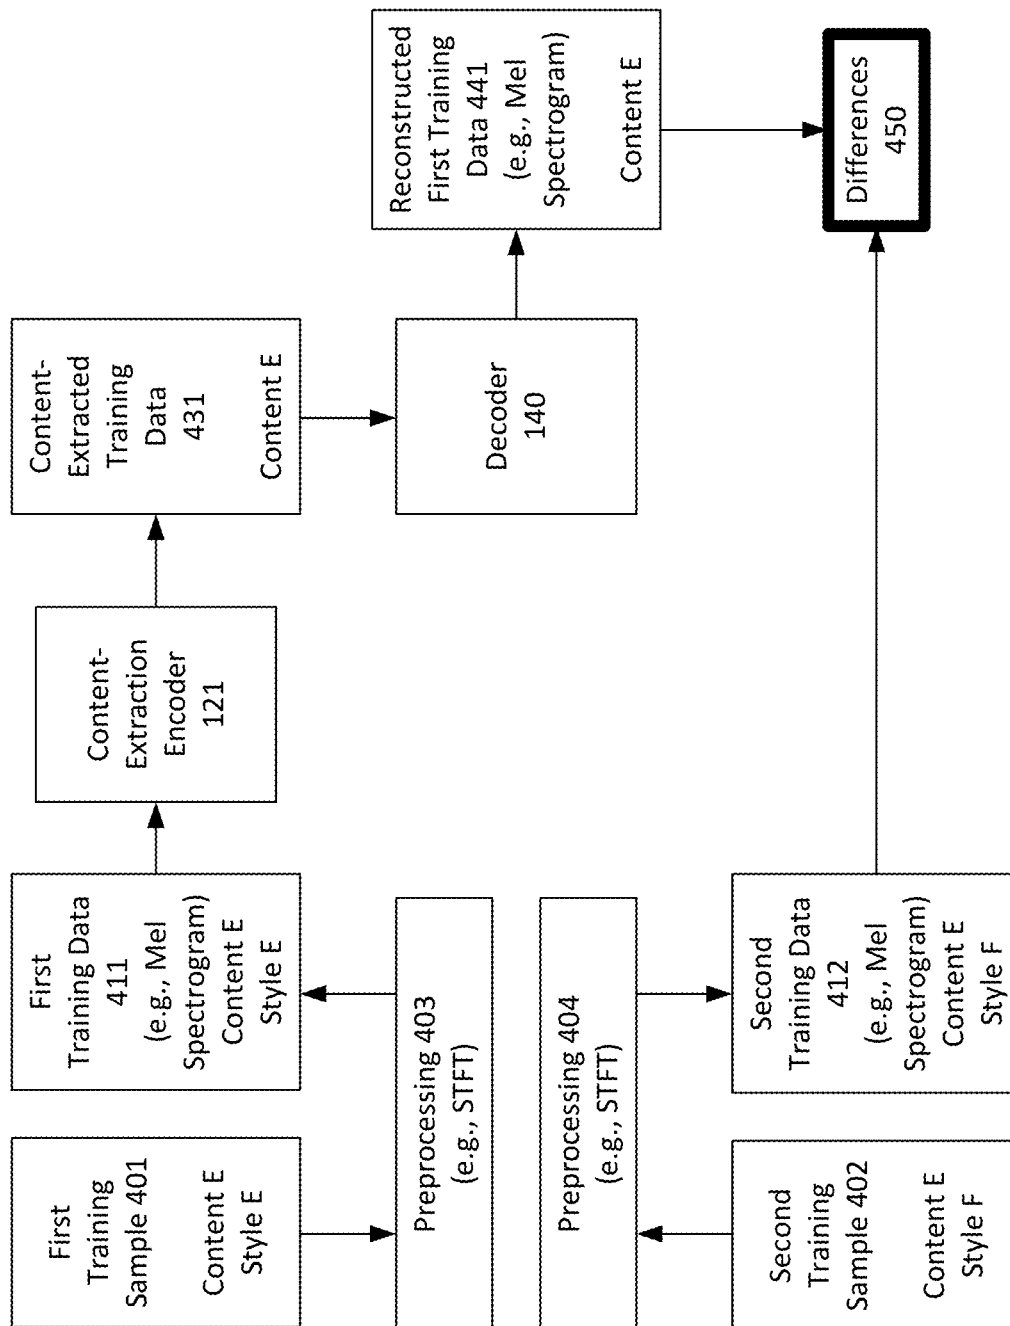 First
Training
Sample 401
Content E
Style E
Preprocessing 403
(e.g., STFT)
First
Training Data
411
(e.g., Mel
Spectrogram)
Content E
Style E
Content-
Extraction
Encoder
121
Content-
Extracted
Training
Data
431
Content E
Decoder
140
Reconstructed
First Training
Data 441
(e.g., Mel
Spectrogram)
Content E
Second
Training
Sample 402
Content E
Style F
Preprocessing 404
(e.g., STFT)
Second
Training Data
412
(e.g., Mel
Spectrogram)
Content E
Style F
Differences
450